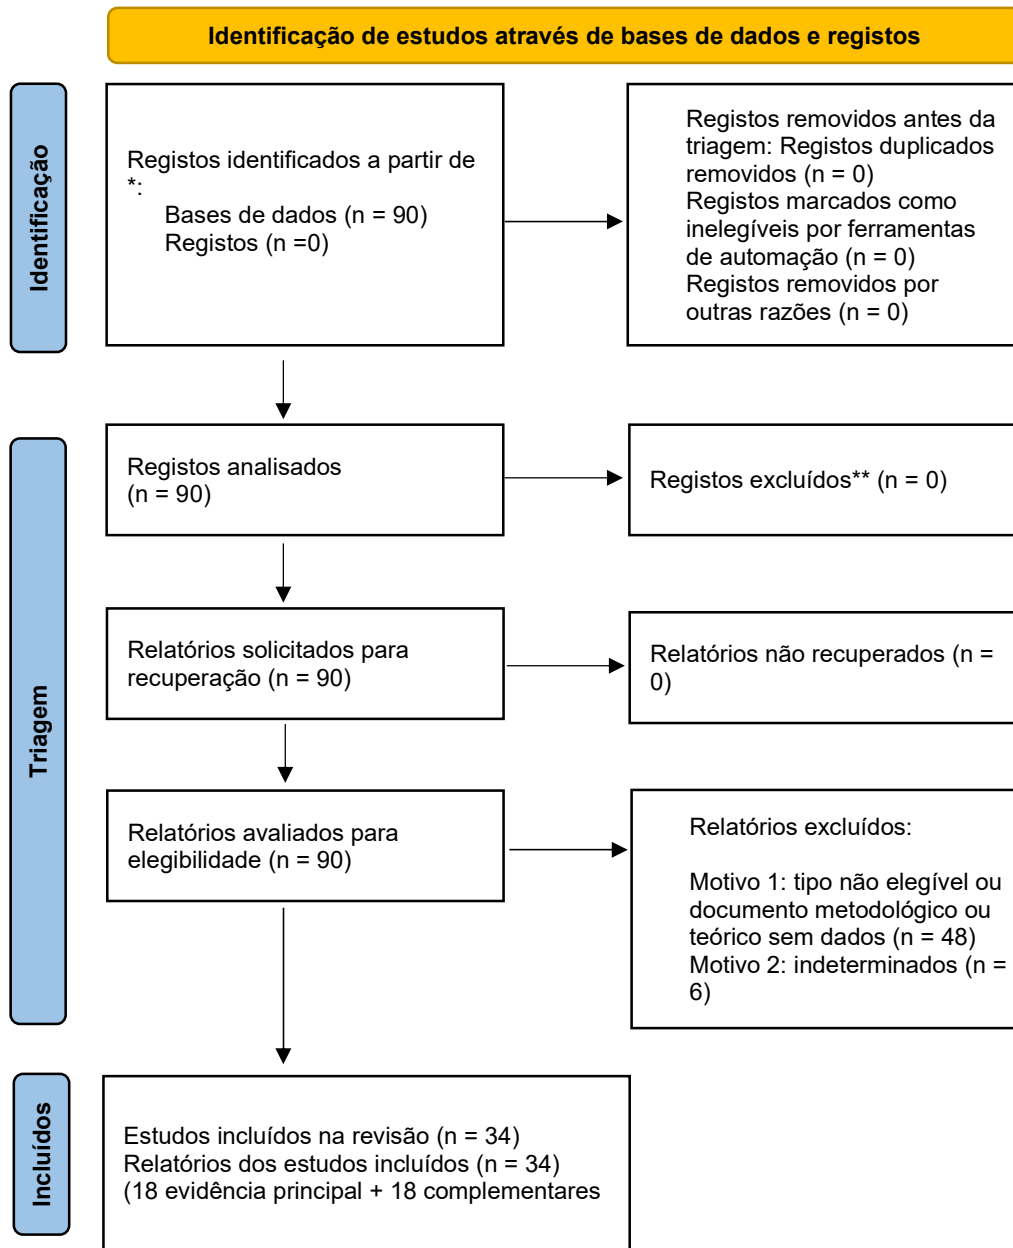 Identificação de estudos através de bases de dados e registos
Identificação
Registos identificados a partir de
*:
Bases de dados (n = 90)
Registos (n =0)
Registos removidos antes da
triagem: Registos duplicados
removidos (n = 0)
Registos marcados como
inelegíveis por ferramentas
de automação (n = 0)
Registos removidos por
outras razões (n = 0)
Triagem
Registos analisados
(n = 90)
Registos excluídos** (n = 0)
Relatórios solicitados para
recuperação (n = 90)
Relatórios não recuperados (n =
0)
Relatórios avaliados para
elegibilidade (n = 90)
Relatórios excluídos:
Motivo 1: tipo não elegível ou
documento metodológico ou
teórico sem dados (n = 48)
Motivo 2: indeterminados (n =
6)
Incluídos
Estudos incluídos na revisão (n = 34)
Relatórios dos estudos incluídos (n = 34)
(18 evidência principal + 18 complementares